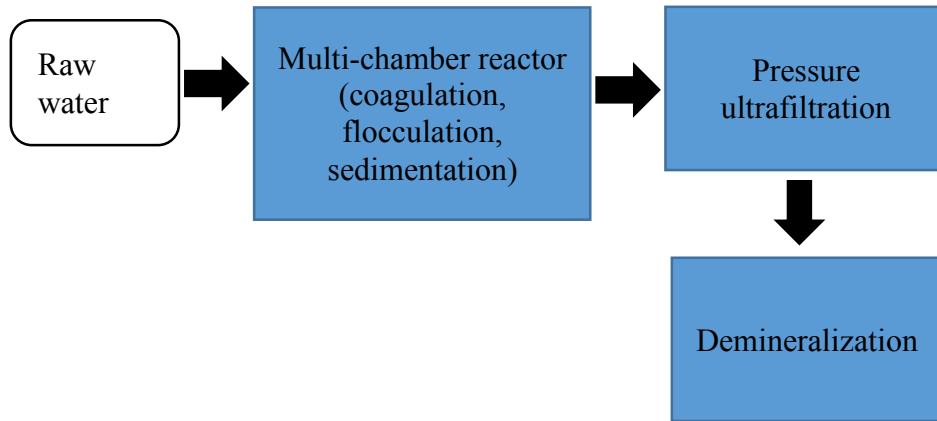 Raw
water
Multi-chamber reactor
(coagulation,
flocculation,
sedimentation)
Pressure
ultrafiltration
Demineralization